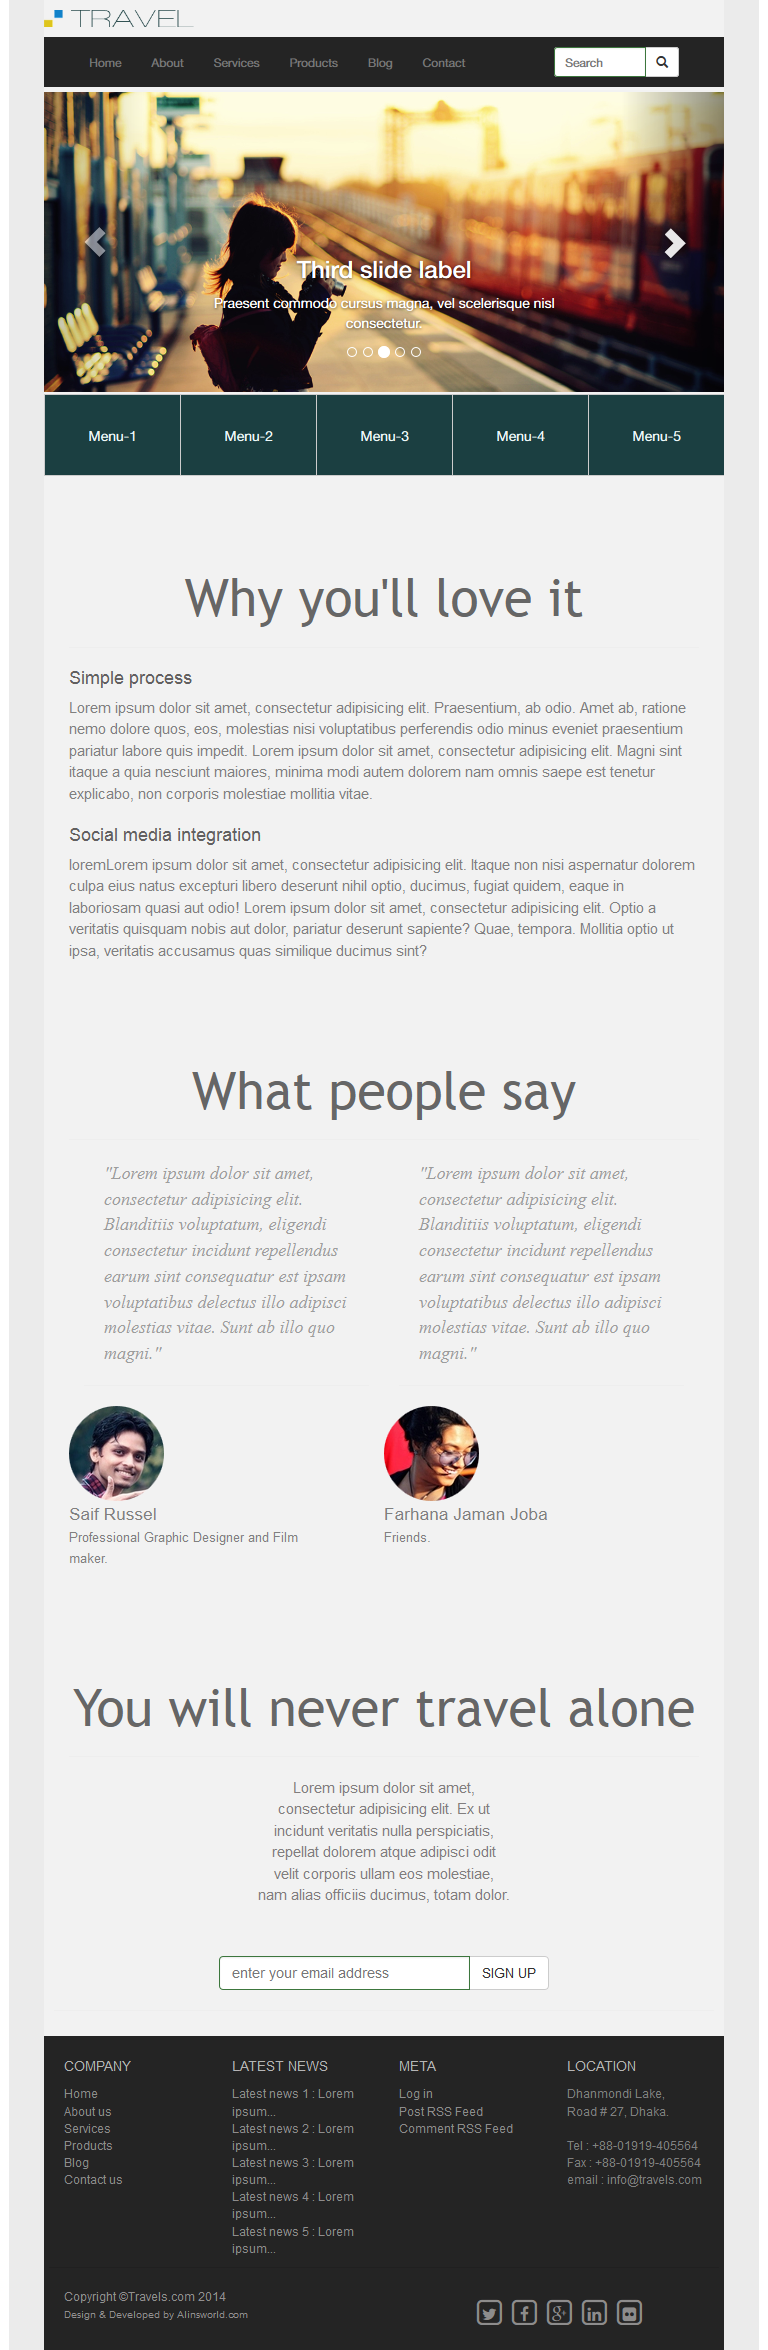 TRAVEL
Home About Services Products Blog Contact Search
Third slide label
Praesent commodo cursus magna, vel scelerisque nisl
consectetur.
Menu-1 Menu-2 Menu-3 Menu-4 Menu-5
Why you'll love it
Simple process
Lorem ipsum dolor sit amet, consectetur adipisicing elit. Praesentium, ab odio. Amet ab, ratione
nemo dolore quos, eos, molestias nisi voluptatibus perferendis odio minus eveniet praesentium
pariatur labore quis impedit. Lorem ipsum dolor sit amet, consectetur adipisicing elit. Magni sint
itaque a quia nesciunt maiores, minima modi autem dolorem nam omnis saepe est tenetur
explicabo, non corporis molestiae mollitia vitae.
Social media integration
loremLorem ipsum dolor sit amet, consectetur adipisicing elit. Itaque non nisi aspernatur dolorem
culpa eius natus excepturi libero deserunt nihil optio, ducimus, fugiat quidem, eaque in
laboriosam quasi aut odio! Lorem ipsum dolor sit amet, consectetur adipisicing elit. Optio a
veritatis quisquam nobis aut dolor, pariatur deserunt sapiente? Quae, tempora. Mollitia optio ut
ipsa, veritatis accusamus quas similique ducimus sint?
What people say
"Lorem ipsum dolor sit amet,
consectetur adipisicing elit.
Blanditiis voluptatum, eligendi
consectetur incidunt repellendus
earum sint consequatur est ipsam
voluptatibus delectus illo adipisci
molestias vitae. Sunt ab illo quo
magni."
Saif Russel
Professional Graphic Designer and Film
maker.
"Lorem ipsum dolor sit amet,
consectetur adipisicing elit.
Blanditiis voluptatum, eligendi
consectetur incidunt repellendus
earum sint consequatur est ipsam
voluptatibus delectus illo adipisci
molestias vitae. Sunt ab illo quo
magni."
Farhana Jaman Joba
Friends.
You will never travel alone
Lorem ipsum dolor sit amet,
consectetur adipisicing elit. Ex ut
incidunt veritatis nulla perspiciatis,
repellat dolorem atque adipisci odit
velit corporis ullam eos molestiae,
nam alias officiis ducimus, totam dolor.
enter your email address SIGN UP
COMPANY
Home
About us
Services
Products
Blog
Contact us
LATEST NEWS
Latest news 1 : Lorem
ipsum...
Latest news 2 : Lorem
ipsum...
Latest news 3 : Lorem
ipsum...
Latest news 4 : Lorem
ipsum...
Latest news 5 : Lorem
ipsum...
META
Log in
Post RSS Feed
Comment RSS Feed
LOCATION
Dhanmondi Lake,
Road # 27, Dhaka.
Tel : +88-01919-405564
Fax : +88-01919-405564
email : info@travels.com
Copyright ©Travels.com 2014
Design & Developed by Alinsworld.com